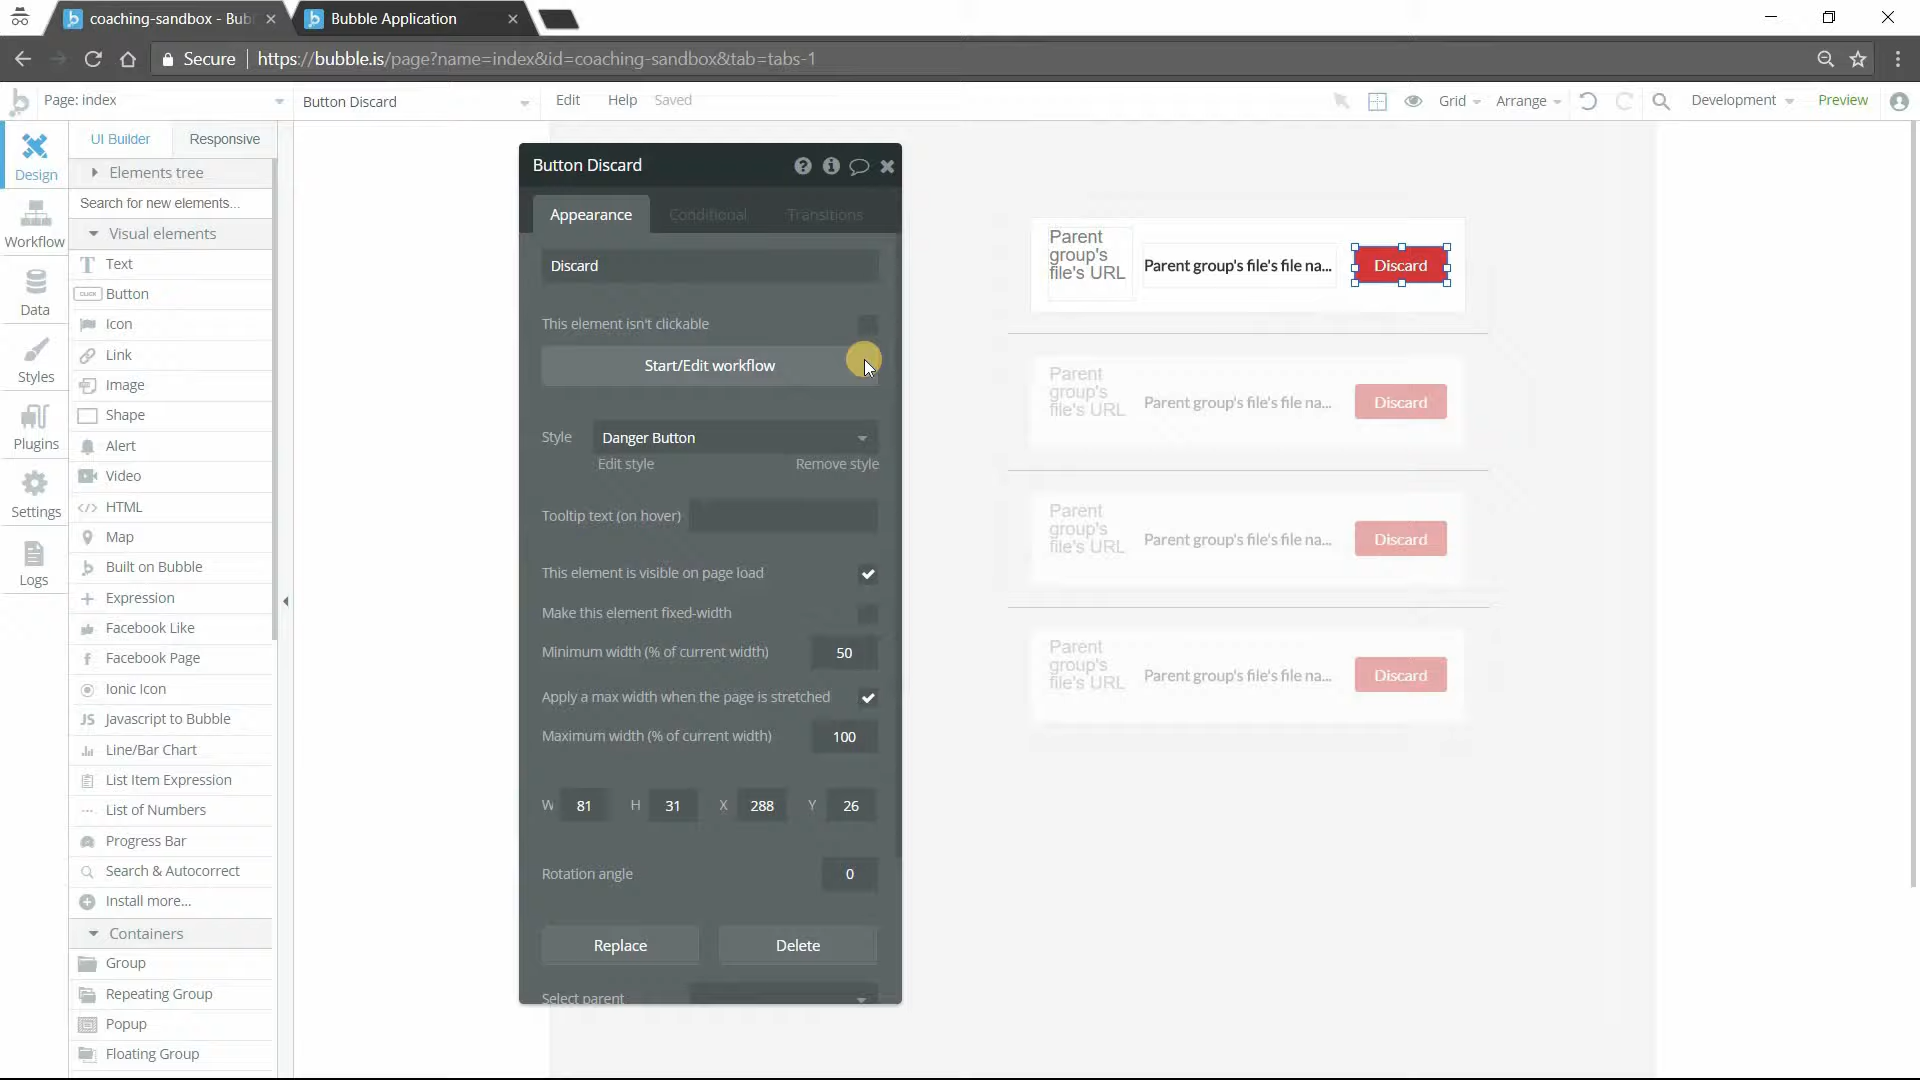 coaching-sandbox - Bub
Bubble Application
Secure
https://bubble.is/page?name=index&id=coaching-sandbox&tab=tabs-1
Page: index
Button Discard
Edit
Help
Saved
Grid
Arrange
Development
Preview
Design
Workflow
Data
Styles
Plugins
Settings
Logs
UI Builder
Responsive
Elements tree
Search for new elements...
Visual elements
Text
CLICK
Button
Icon
Link
Image
Shape
Alert
Video
HTML
Map
Built on Bubble
Expression
Facebook Like
Facebook Page
Ionic Icon
JS
Javascript to Bubble
Line/Bar Chart
List Item Expression
List of Numbers
Progress Bar
Search & Autocorrect
Install more...
Containers
Group
Repeating Group
Popup
Floating Group
Button Discard
Appearance
Conditional
Transitions
Discard
This element isn't clickable
Start/Edit workflow
Style
Danger Button
Edit style
Remove style
Tooltip text (on hover)
This element is visible on page load
Make this element fixed-width
Minimum width (% of current width)
50
Apply a max width when the page is stretched
Maximum width (% of current width)
100
W 81 H 31 X 288 Y 26
Rotation angle
0
Replace
Delete
Select parent
Parent
group's
file's URL
Parent group's file's file na...
Discard
Parent
group's
file's URL
Parent group's file's file na...
Discard
Parent
group's
file's URL
Parent group's file's file na...
Discard
Parent
group's
file's URL
Parent group's file's file na...
Discard